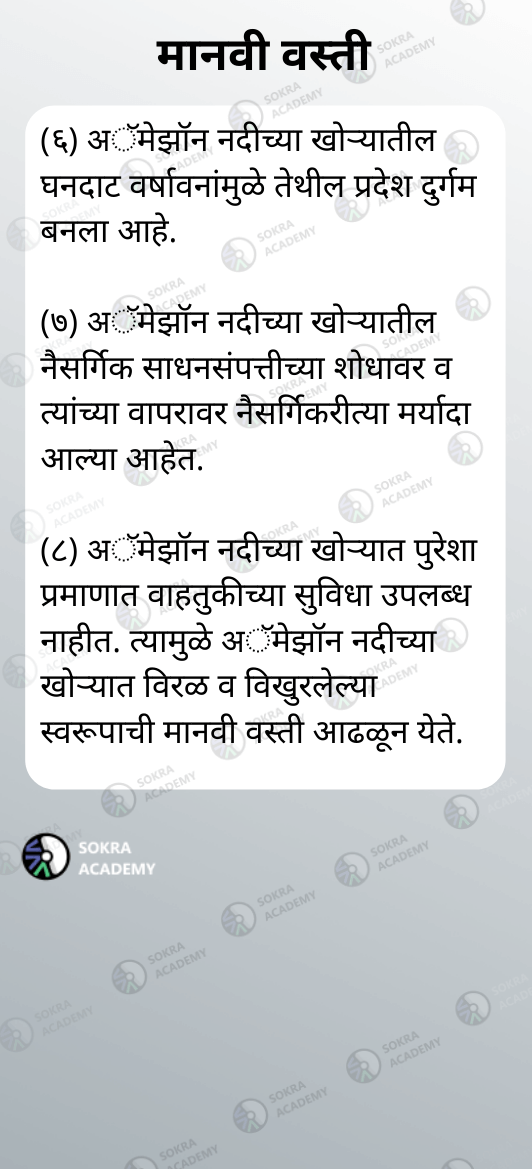 मानवी वस्ती
(६) अॅमेझॉन नदीच्या खोऱ्यातील
घनदाट वर्षावनांमुळे तेथील प्रदेश दुर्गम
बनला आहे.
(७) अॅमेझॉन नदीच्या खोऱ्यातील
नैसर्गिक साधनसंपत्तीच्या शोधावर व
त्यांच्या वापरावर नैसर्गिकरीत्या मर्यादा
आल्या आहेत.
(८) अॅमेझॉन नदीच्या खोऱ्यात पुरेशा
प्रमाणात वाहतुकीच्या सुविधा उपलब्ध
नाहीत. त्यामुळे अॅमेझॉन नदीच्या
खोऱ्यात विरळ व विखुरलेल्या
स्वरूपाची मानवी वस्ती आढळून येते.
SOKRA
ACADEMY